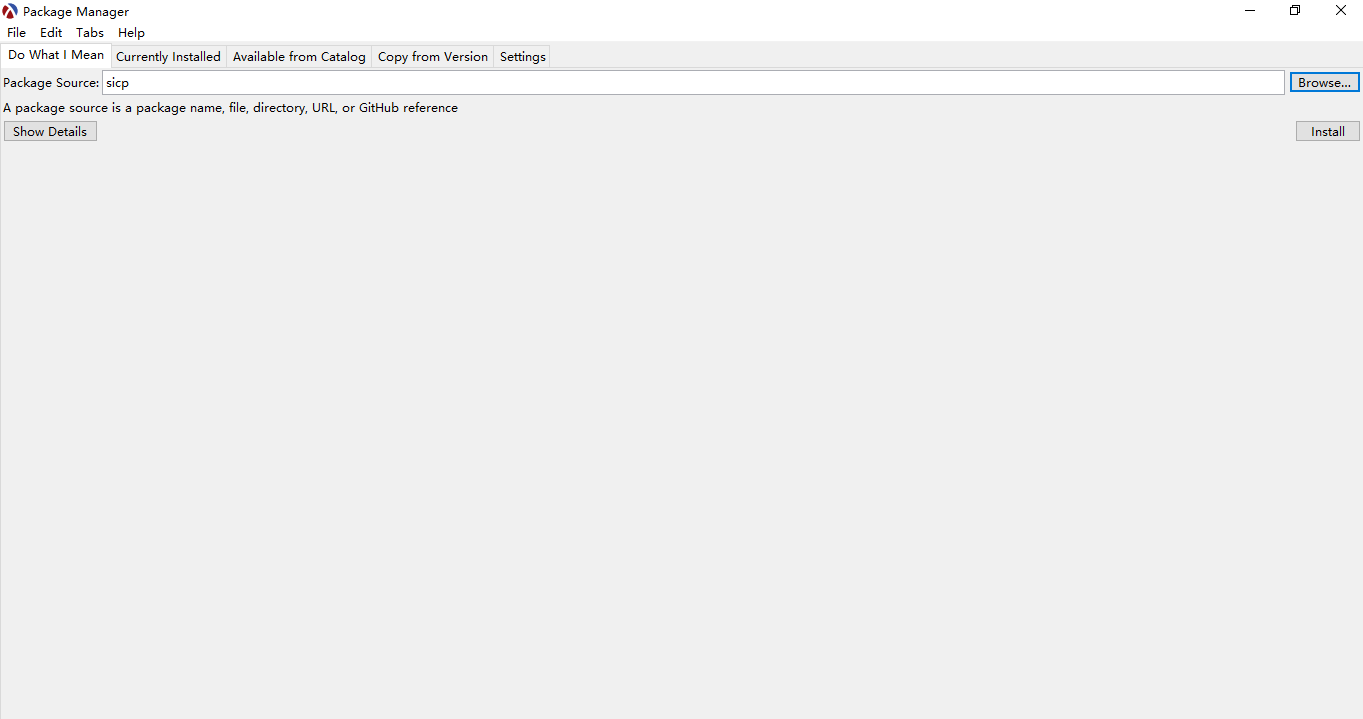 Package Manager
File Edit Tabs Help
Do What I Mean Currently Installed Available from Catalog Copy from Version Settings
Package Source: sicp Browse...
A package source is a package name, file, directory, URL, or GitHub reference
Show Details Install